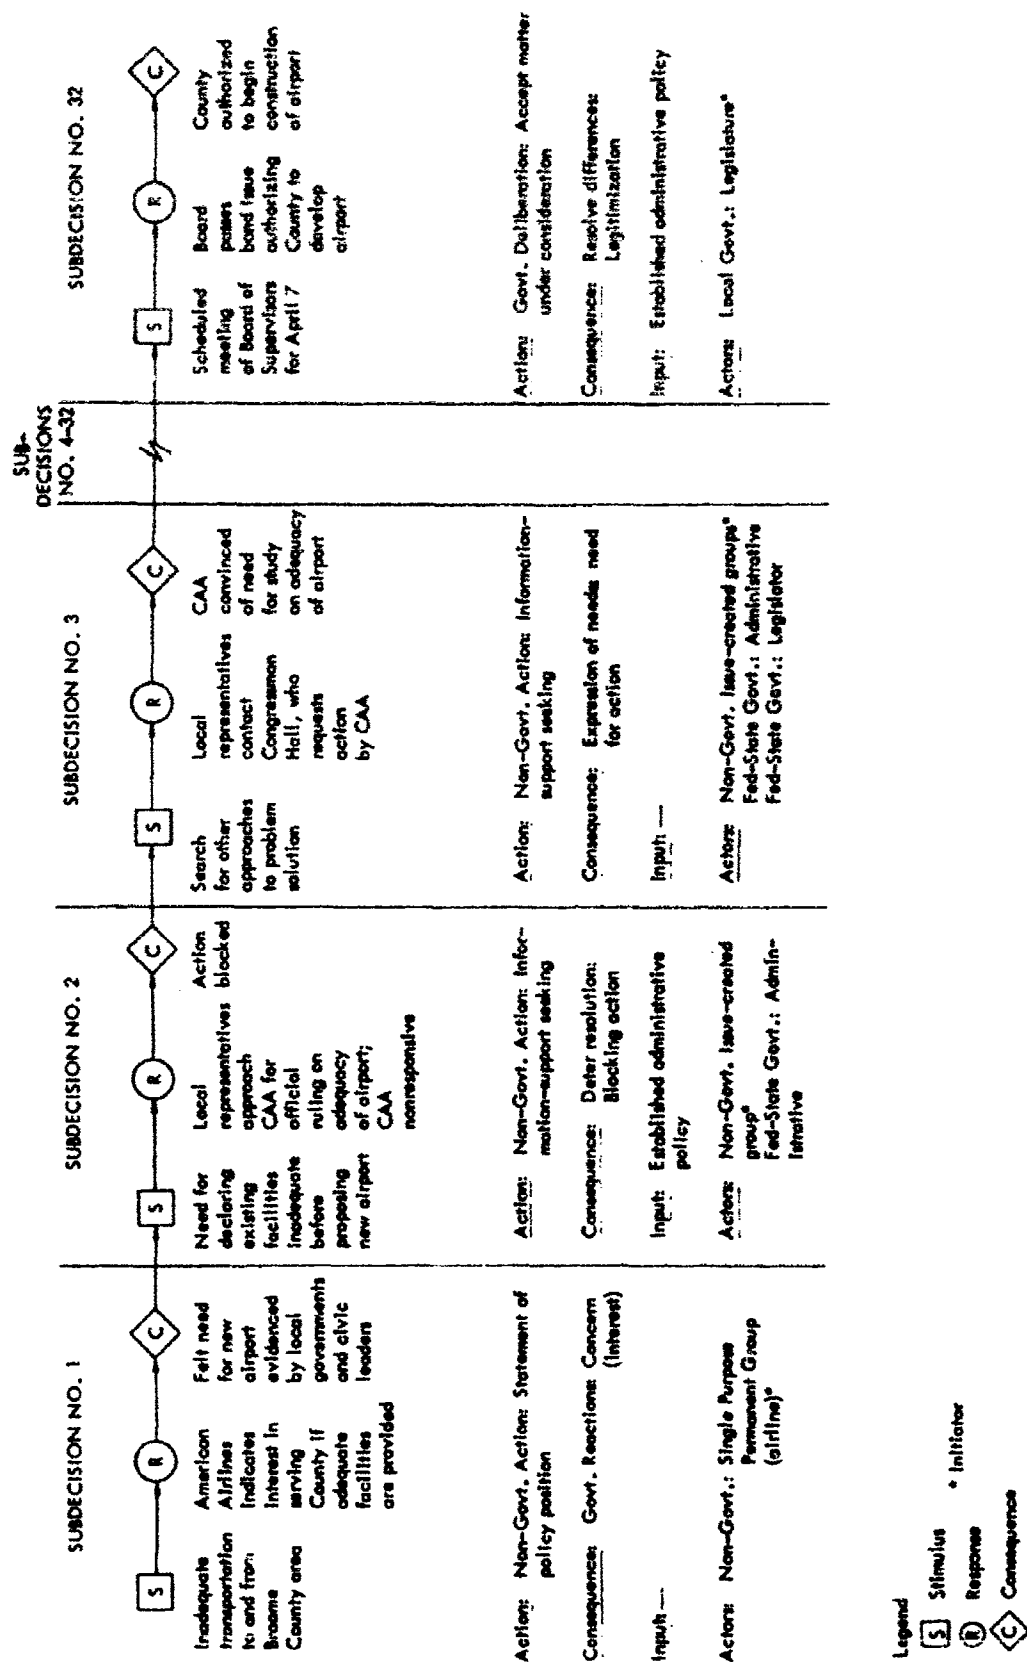 SUBDECISION NO. 1
S
R
C
Inadequate
transportation
to and from
Broome
County area
American
Airlines
indicates
interest in
serving
County if
adequate
facilities
are provided
Felt need
for new
airport
evidenced
by local
governments
and civic
leaders
Action: Non-Govt. Action: Statement of
policy position
Consequence: Govt. Reactions: Concern
(interest)
Input: —
Actors: Non-Govt.: Single Purpose
Permanent Group
(airline)*
SUBDECISION NO. 2
S
R
C
Need for
declaring
existing
facilities
inadequate
before
proposing
new airport
Local
representatives
approach
CAA for
official
ruling on
adequacy
of airport;
CAA
nonresponsive
Action
blocked
Action: Non-Govt. Action: Infor-
mation-support seeking
Consequence: Deter resolution:
Blocking action
Input: Established administrative
policy
Actors: Non-Govt. Issue-created
group*
Fed-State Govt.: Admin-
istrative
SUBDECISION NO. 3
S
R
C
Search
for other
approaches
to problem
solution
Local
representatives
contact
Congressman
Hall, who
requests
action
by CAA
CAA
convinced
of need
for study
on adequacy
of airport
Action: Non-Govt. Action: Information-
support seeking
Consequence: Expression of needs: need
for action
Input: —
Actors: Non-Govt. Issue-created groups*
Fed-State Govt.: Administrative
Fed-State Govt.: Legislator
SUB-
DECISIONS
NO. 4-32
SUBDECISION NO. 32
S
R
C
Scheduled
meeting
of Board of
Supervisors
for April 7
Board
passes
bond issue
authorizing
County to
develop
airport
County
authorized
to begin
construction
of airport
Action: Govt. Deliberation: Accept matter
under consideration
Consequence: Resolve differences:
Legitimization
Input: Established administrative policy
Actors: Local Govt.: Legislature*
Legend
S Stimulus * Initiator
R Response
C Consequence